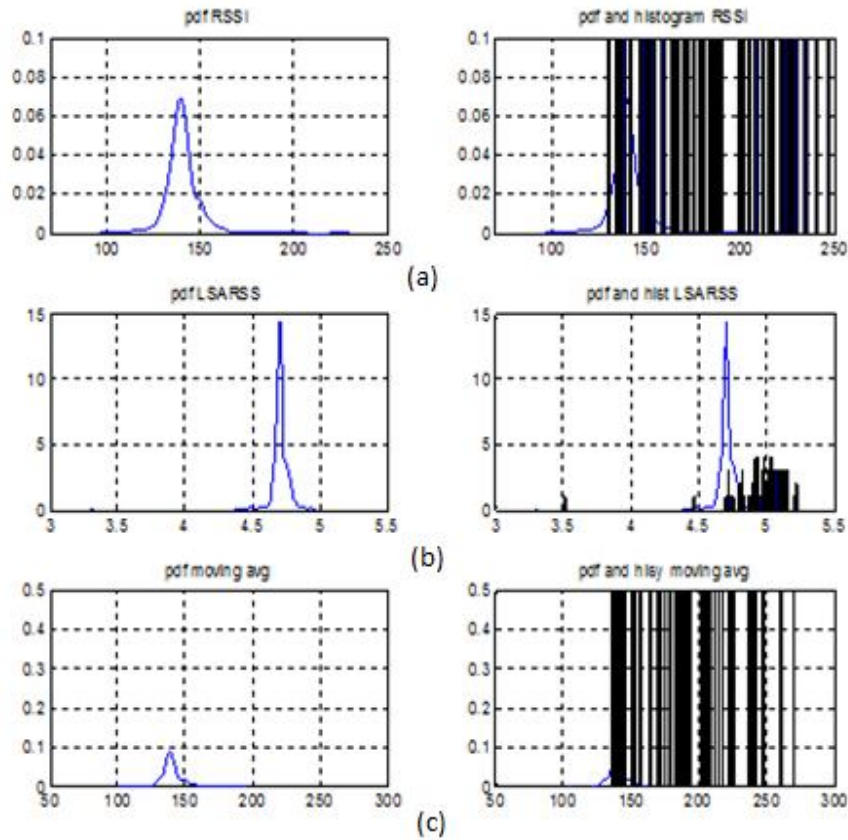 pdf RSSI
pdf and histogram RSSI
0.1
0.08
0.06
0.04
0.02
0
100 150 200 250
0.1
0.08
0.06
0.04
0.02
0
100 150 200 250
(a)
pdf LSARSS
pdf and hist LSARSS
15
10
5
0
3 3.5 4 4.5 5 5.5
15
10
5
0
3 3.5 4 4.5 5 5.5
(b)
pdf moving avg
pdf and hisy moving avg
0.5
0.4
0.3
0.2
0.1
0
50 100 150 200 250 300
0.5
0.4
0.3
0.2
0.1
0
50 100 150 200 250 300
(c)